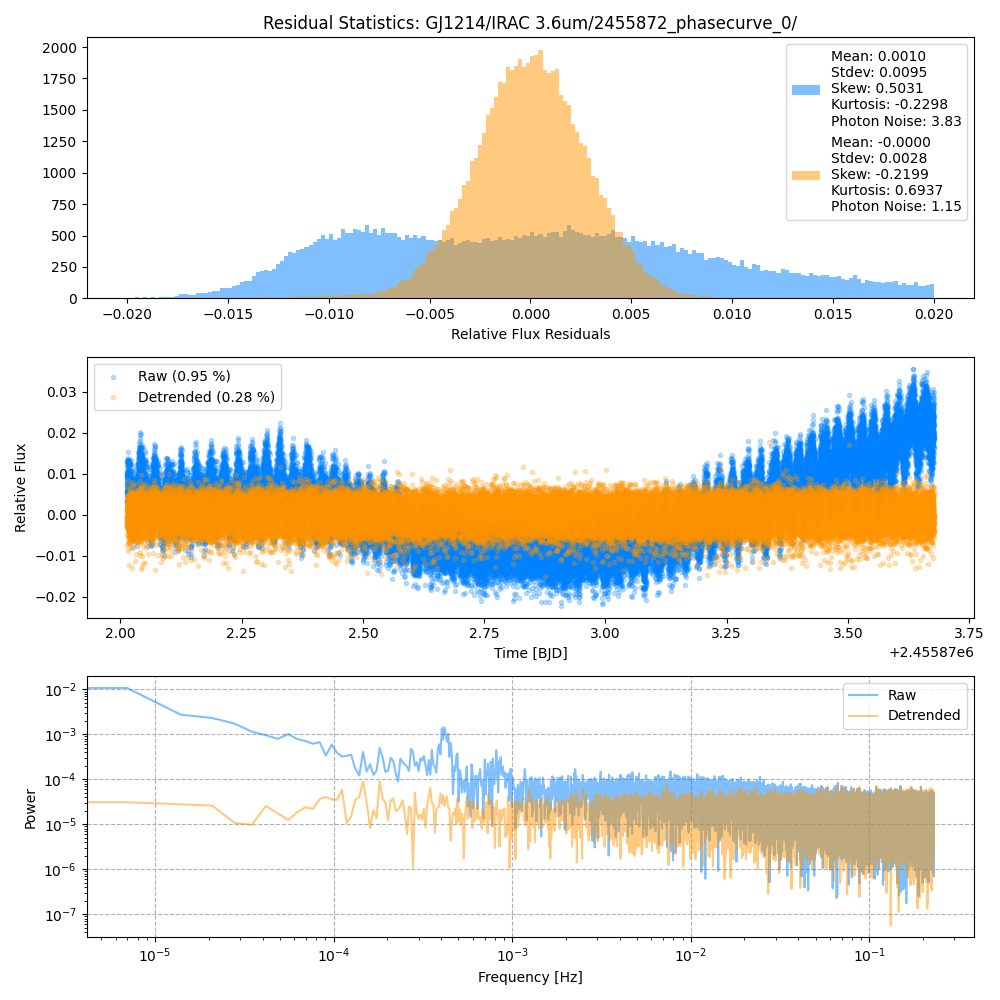 Residual Statistics: GJ1214/IRAC 3.6um/2455872_phasecurve_0/
2000
1750
1500
1250
1000
750
500
250
0
Mean: 0.0010
Stdev: 0.0095
Skew: 0.5031
Kurtosis: -0.2298
Photon Noise: 3.83
Mean: -0.0000
Stdev: 0.0028
Skew: -0.2199
Kurtosis: 0.6937
Photon Noise: 1.15
−0.020 −0.015 −0.010 −0.005 0.000 0.005 0.010 0.015 0.020
Relative Flux Residuals
Relative Flux
0.03
0.02
0.01
0.00
−0.01
−0.02
Raw (0.95 %)
Detrended (0.28 %)
2.00 2.25 2.50 2.75 3.00 3.25 3.50 3.75
Time [BJD]
+2.45587e6
Power
10⁻²
10⁻³
10⁻⁴
10⁻⁵
10⁻⁶
10⁻⁷
Raw
Detrended
10⁻⁵ 10⁻⁴ 10⁻³ 10⁻² 10⁻¹
Frequency [Hz]